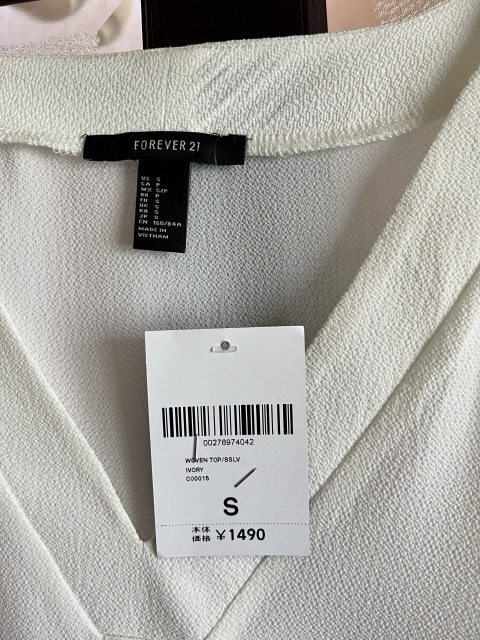 FOREVER 21
US S
CA P
MX S/P
BR P
EU S
UK S
KR S
JP S
CN 160/84A
MADE IN
VIETNAM
00276974042
WOVEN TOP/SSLV
IVORY
C00015
S
本体
価格 ¥1490